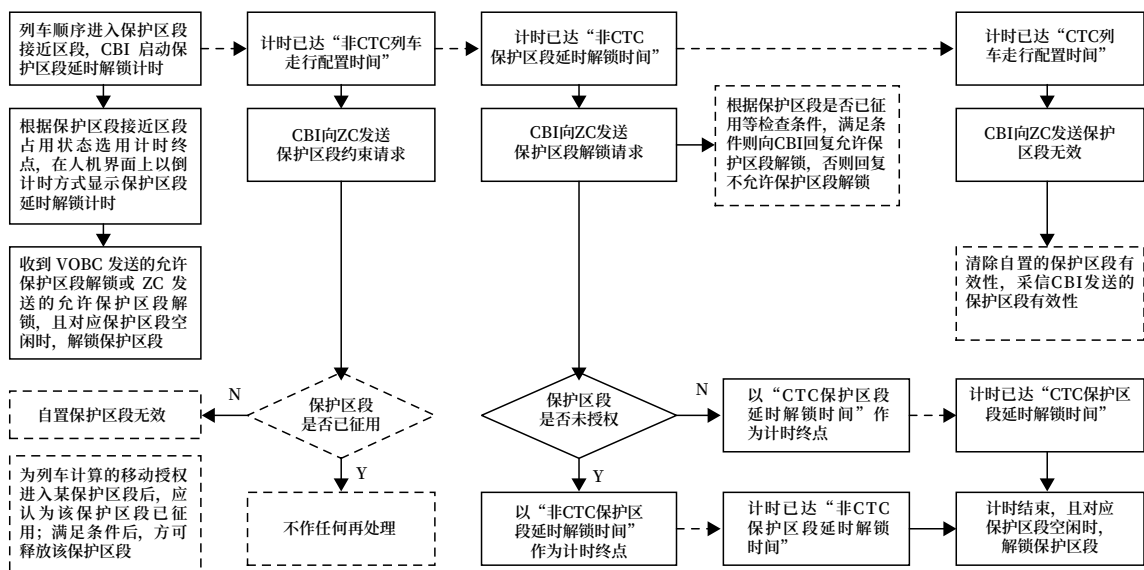 列车顺序进入保护区段
接近区段，CBI 启动保
护区段延时解锁计时
计时已达“非CTC列车
走行配置时间”
计时已达“非CTC
保护区段延时解锁时间”
计时已达“CTC列
车走行配置时间”
根据保护区段接近区段
占用状态选用计时终
点，在人机界面上以倒
计时方式显示保护区段
延时解锁计时
CBI向ZC发送
保护区段约束请求
CBI向ZC发送
保护区段解锁请求
根据保护区段是否已征
用等检查条件，满足条
件则向CBI回复允许保
护区段解锁，否则回复
不允许保护区段解锁
CBI向ZC发送保护
区段无效
收到 VOBC 发送的允许
保护区段解锁或 ZC 发
送的允许保护区段解
锁，且对应保护区段空
闲时，解锁保护区段
清除自置的保护区段有
效性，采信CBI发送的
保护区段有效性
自置保护区段无效
N
保护区段
是否已征用
Y
保护区段
是否未授权
N
Y
以“CTC保护区段
延时解锁时间”作
为计时终点
计时已达“CTC保护区
段延时解锁时间”
为列车计算的移动授权
进入某保护区段后，应
认为该保护区段已征
用；满足条件后，方可
释放该保护区段
不作任何再处理
以“非CTC保护区
段延时解锁时间”
作为计时终点
计时已达“非CTC
保护区段延时解锁
时间”
计时结束，且对应
保护区段空闲时，
解锁保护区段